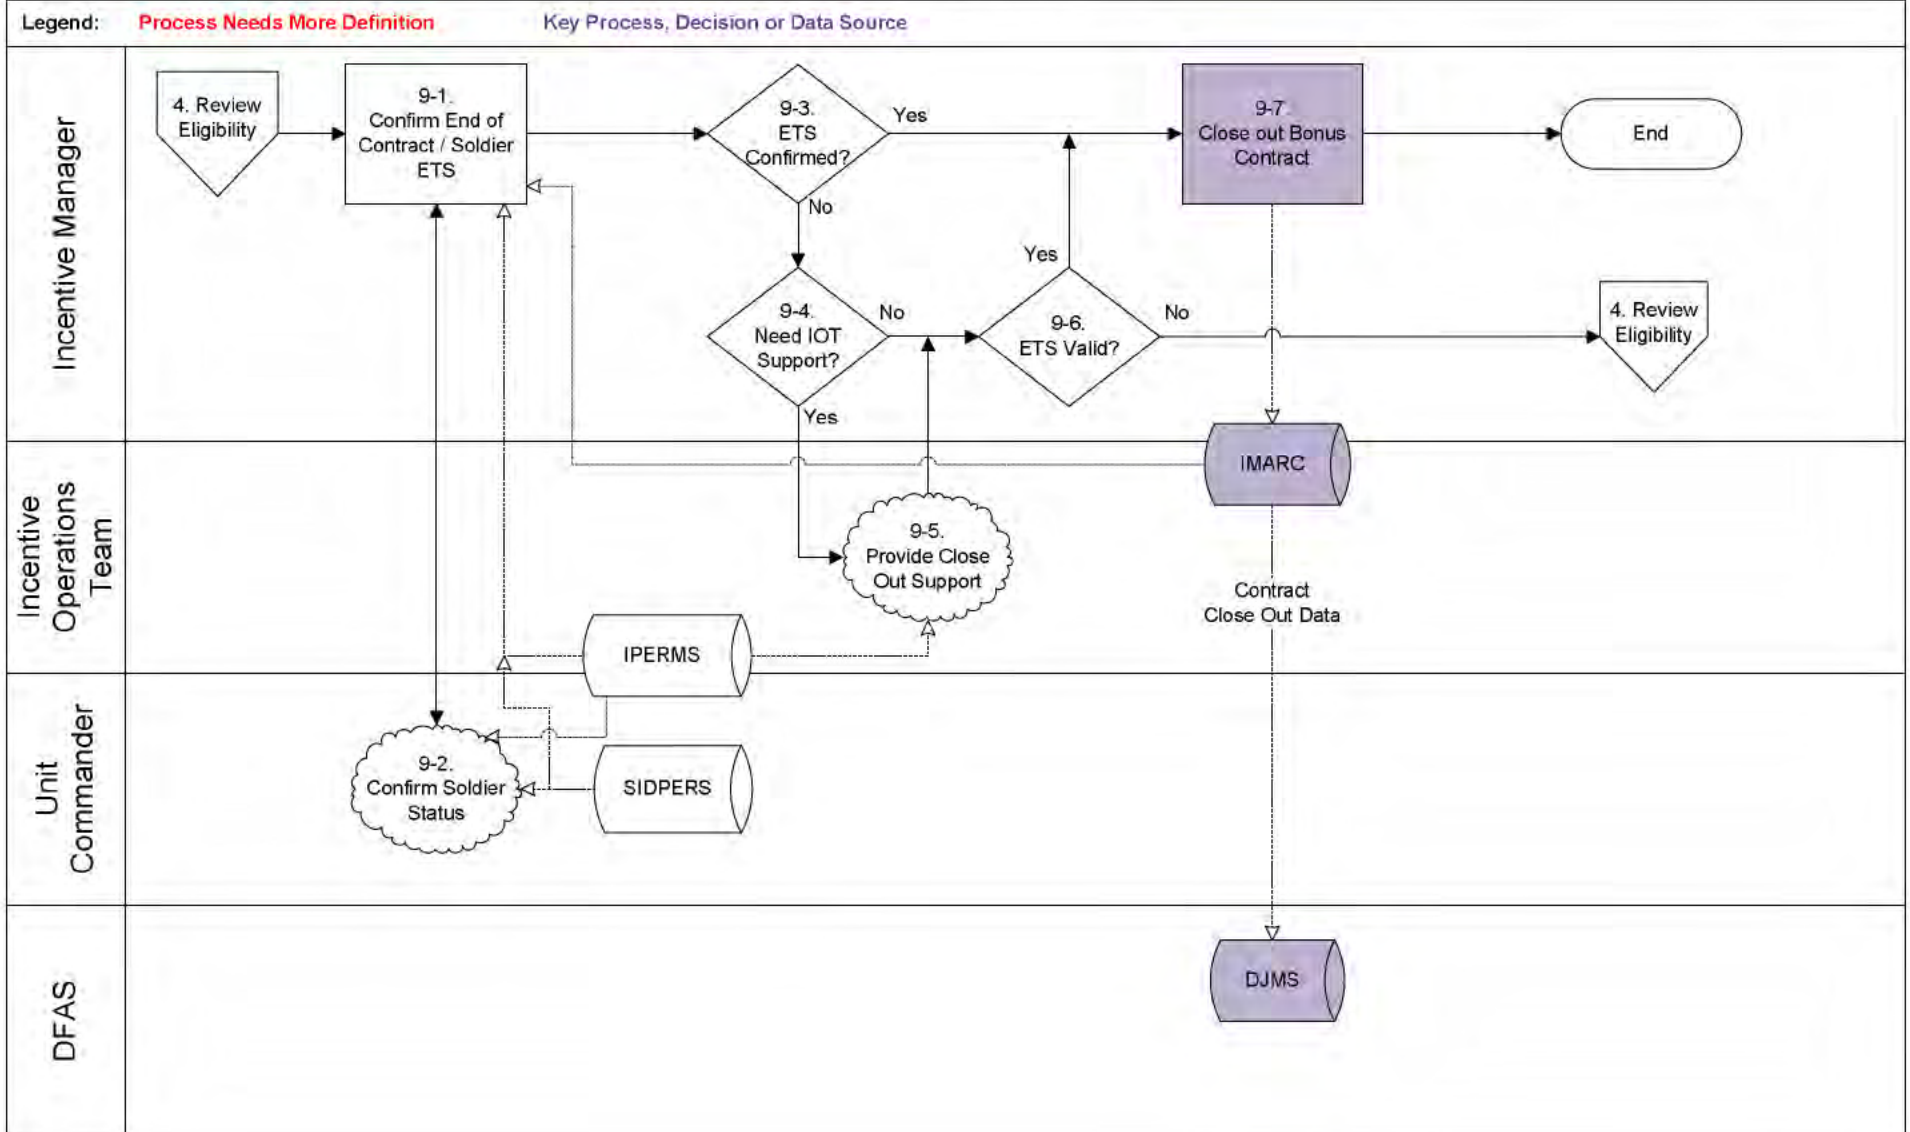 Legend: Process Needs More Definition Key Process, Decision or Data Source
Incentive Manager
4. Review
Eligibility
9-1.
Confirm End of
Contract / Soldier
ETS
9-3.
ETS
Confirmed?
Yes
No
9-7
Close out Bonus
Contract
End
9-4.
Need IOT
Support?
No
Yes
9-6.
ETS Valid?
Yes
No
4. Review
Eligibility
Incentive
Operations
Team
IMARC
9-5.
Provide Close
Out Support
Contract
Close Out Data
IPERMS
Unit
Commander
9-2.
Confirm Soldier
Status
SIDPERS
DFAS
DJMS